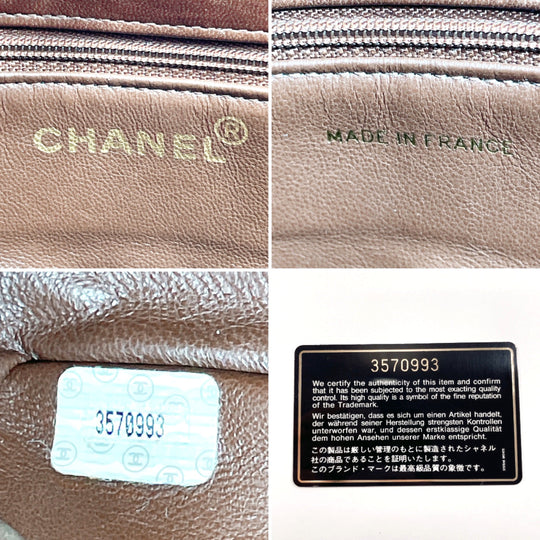 CHANEL®
MADE IN FRANCE
3570993
3570993
We certify the authenticity of this item and confirm
that it has been subjected to the most exacting quality
control. Its high quality is a symbol of the fine reputation
of the Trademark.
Wir bestätigen, dass es sich um einen Artikel handelt,
der während seiner Herstellung strengsten Kontrollen
unterworfen war, und dessen erstklassige Qualität
dem hohen Ansehen unserer Marke entspricht.
この製品は厳しい管理のもとに製造されたシャネル
社の商品であることを証明いたします。
このブランド・マークは最高級品質の象徴です。